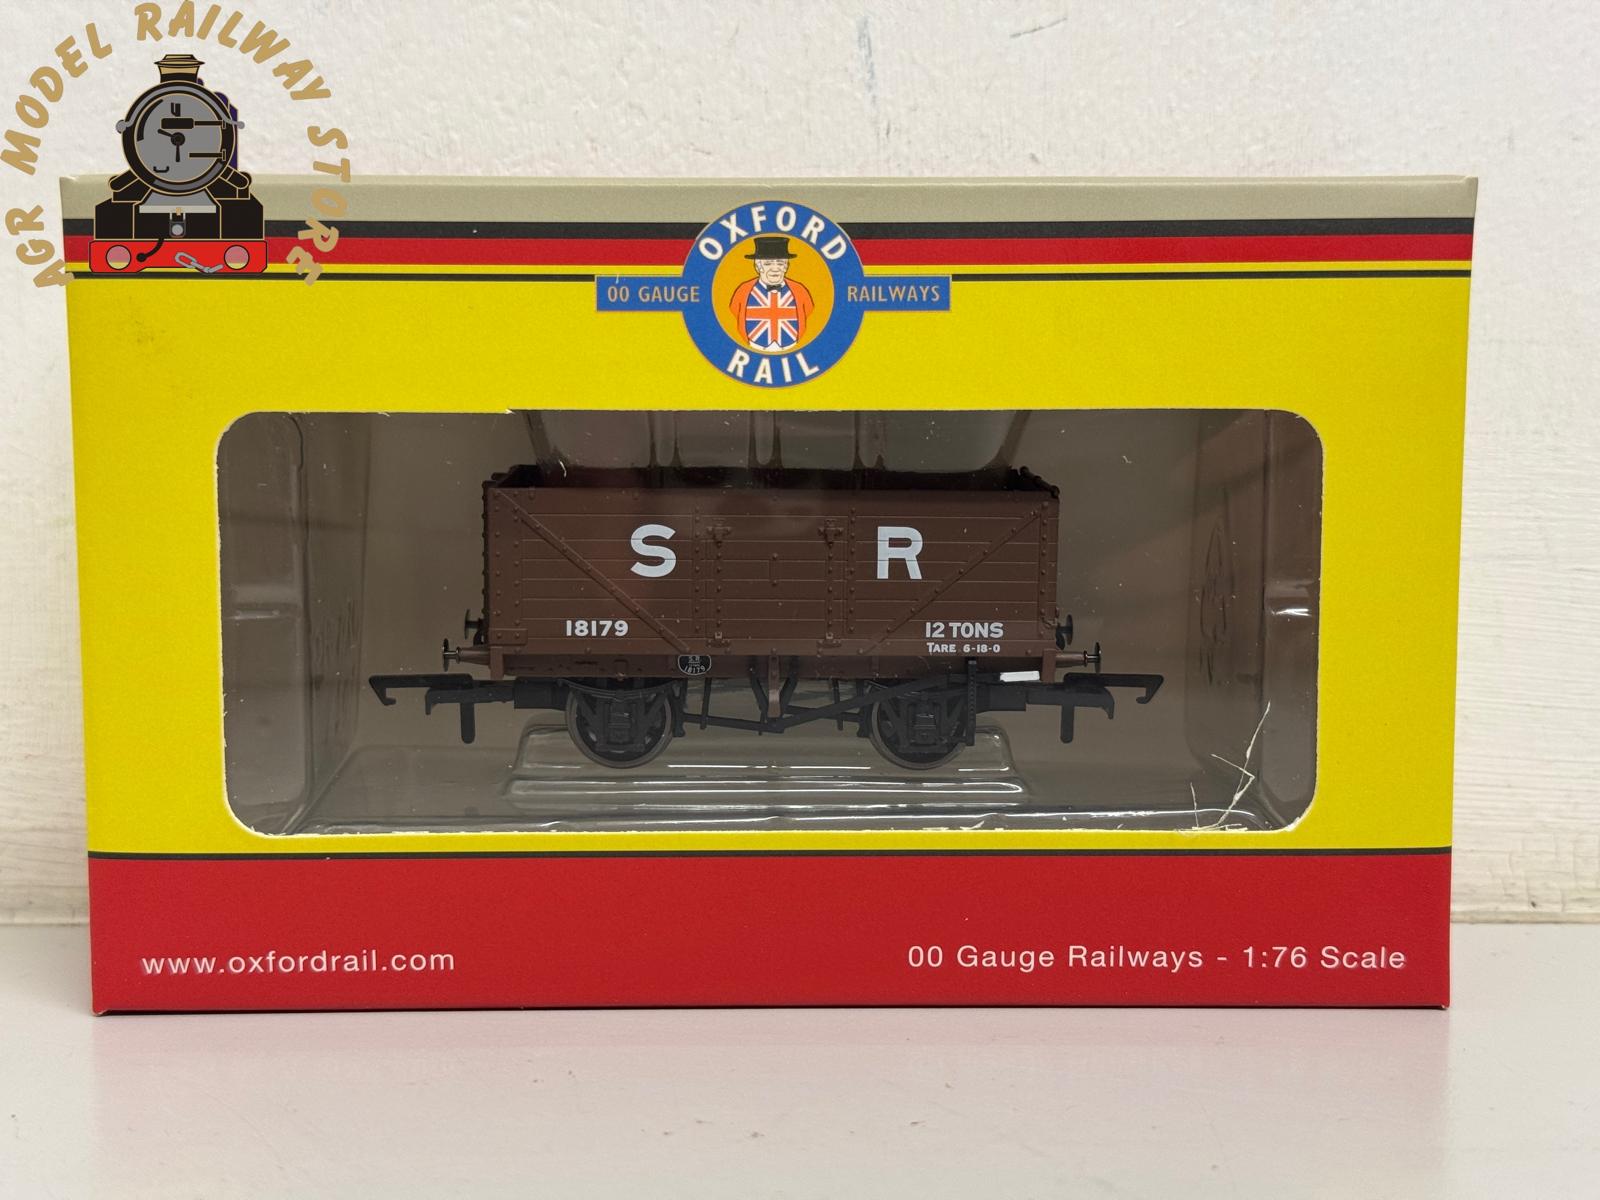 AGR MODEL RAILWAY STORE
OXFORD
00 GAUGE RAILWAYS
RAIL
S R
18179
12 TONS
TARE 6-18-0
18179
www.oxfordrail.com
00 Gauge Railways - 1:76 Scale